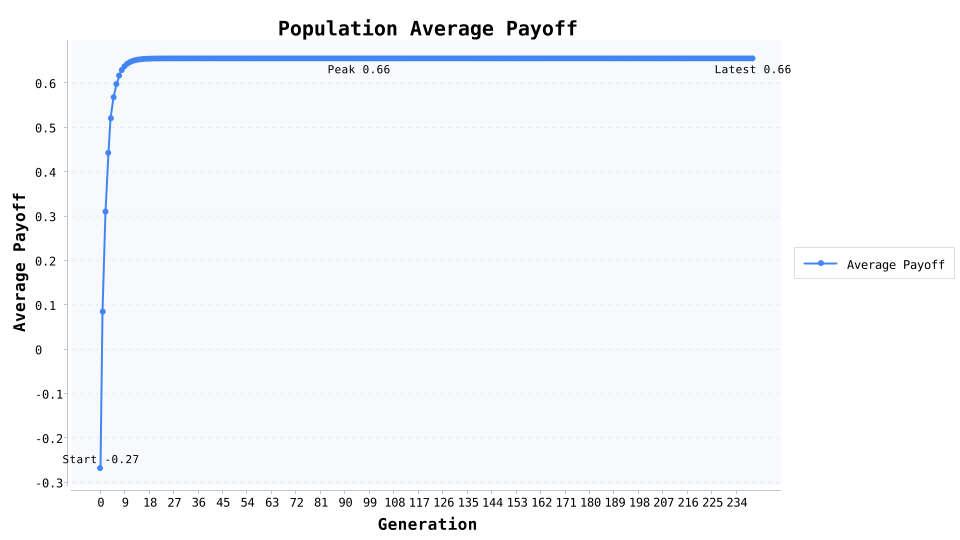 Population Average Payoff
Average Payoff
0.6
0.5
0.4
0.3
0.2
0.1
0
-0.1
-0.2
-0.3
Peak 0.66
Latest 0.66
Start -0.27
0 9 18 27 36 45 54 63 72 81 90 99 108 117 126 135 144 153 162 171 180 189 198 207 216 225 234
Generation
Average Payoff